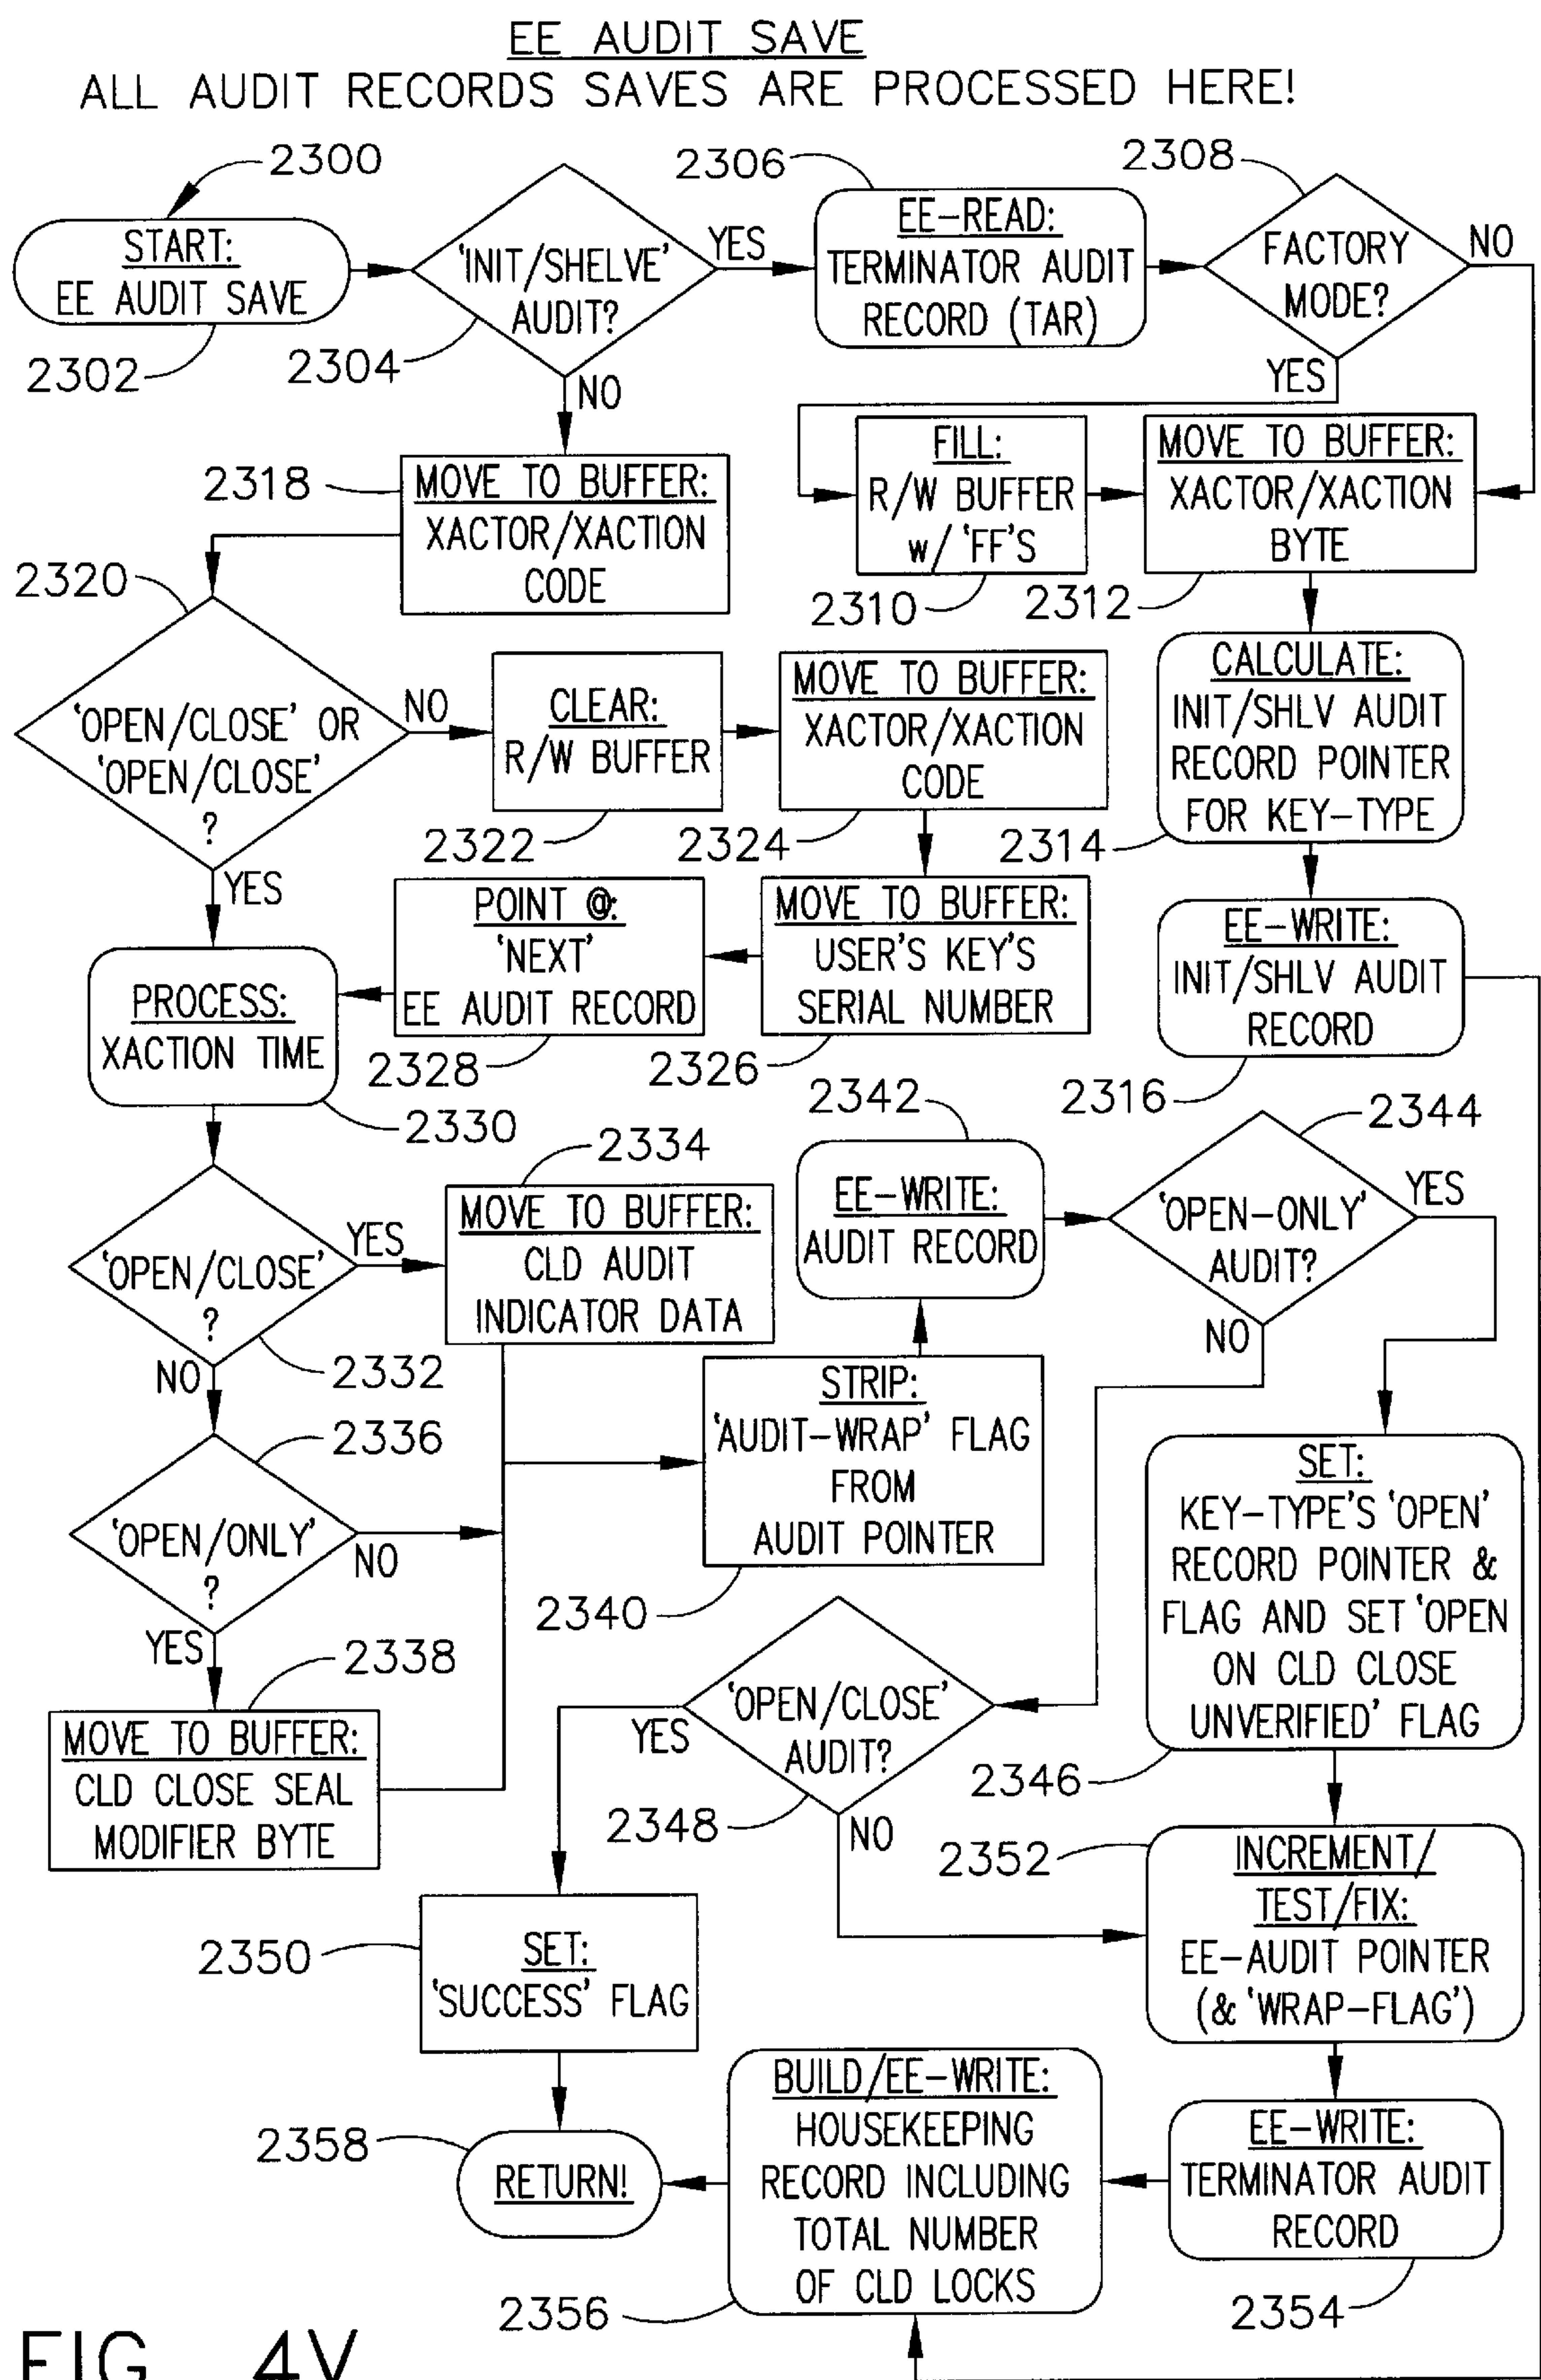 EE AUDIT SAVE
ALL AUDIT RECORDS SAVES ARE PROCESSED HERE!
2300
2306
2308
START:
EE AUDIT SAVE
2302
'INIT/SHELVE'
AUDIT?
2304
YES
NO
EE-READ:
TERMINATOR AUDIT
RECORD (TAR)
FACTORY
MODE?
NO
YES
2318
MOVE TO BUFFER:
XACTOR/XACTION
CODE
FILL:
R/W BUFFER
w/ 'FF'S
2310
MOVE TO BUFFER:
XACTOR/XACTION
BYTE
2312
2320
'OPEN/CLOSE' OR
'OPEN/CLOSE'
?
NO
YES
CLEAR:
R/W BUFFER
2322
MOVE TO BUFFER:
XACTOR/XACTION
CODE
2324
CALCULATE:
INIT/SHLV AUDIT
RECORD POINTER
FOR KEY-TYPE
2314
POINT @:
'NEXT'
EE AUDIT RECORD
2328
MOVE TO BUFFER:
USER'S KEY'S
SERIAL NUMBER
2326
EE-WRITE:
INIT/SHLV AUDIT
RECORD
2316
PROCESS:
XACTION TIME
2330
2334
2342
2344
'OPEN/CLOSE'
?
YES
NO
2332
MOVE TO BUFFER:
CLD AUDIT
INDICATOR DATA
EE-WRITE:
AUDIT RECORD
'OPEN-ONLY'
AUDIT?
YES
NO
2336
'OPEN/ONLY'
?
NO
YES
STRIP:
'AUDIT-WRAP' FLAG
FROM
AUDIT POINTER
2340
SET:
KEY-TYPE'S 'OPEN'
RECORD POINTER &
FLAG AND SET 'OPEN
ON CLD CLOSE
UNVERIFIED' FLAG
2346
2338
MOVE TO BUFFER:
CLD CLOSE SEAL
MODIFIER BYTE
'OPEN/CLOSE'
AUDIT?
YES
NO
2348
2352
INCREMENT/
TEST/FIX:
EE-AUDIT POINTER
(& 'WRAP-FLAG')
2350
SET:
'SUCCESS' FLAG
2358
RETURN!
BUILD/EE-WRITE:
HOUSEKEEPING
RECORD INCLUDING
TOTAL NUMBER
OF CLD LOCKS
2356
EE-WRITE:
TERMINATOR AUDIT
RECORD
2354
FIG. 4V